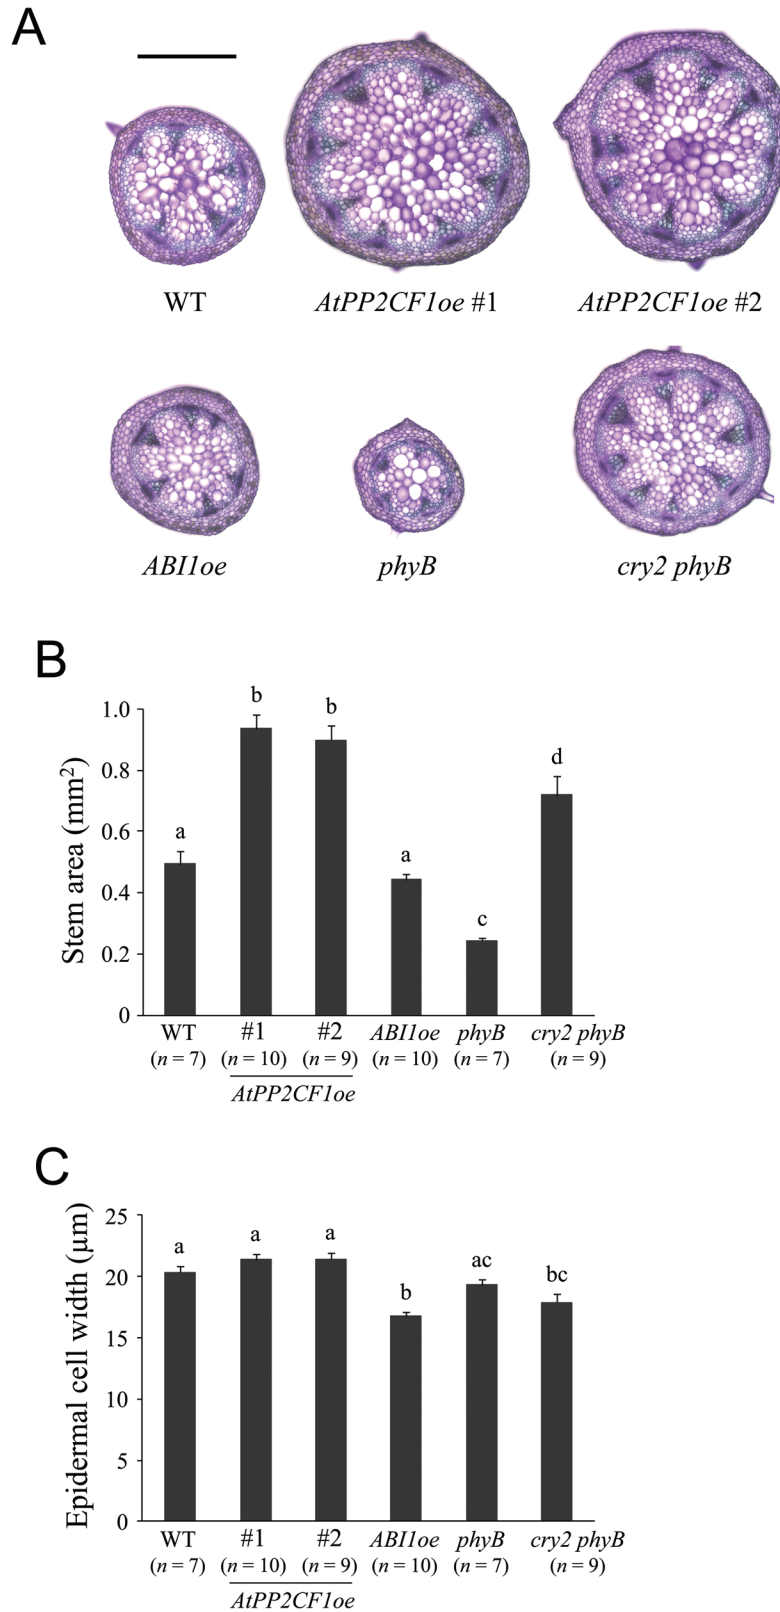 A
WT
AtPP2CF1oe #1
AtPP2CF1oe #2
ABI1oe
phyB
cry2 phyB
B
Stem area (mm²)
1.0
0.8
0.6
0.4
0.2
0
a
b
b
a
c
d
WT
#1
#2
ABI1oe
phyB
cry2 phyB
(n = 7)
(n = 10)
(n = 9)
(n = 10)
(n = 7)
(n = 9)
AtPP2CF1oe
C
Epidermal cell width (µm)
25
20
15
10
5
0
a
a
a
b
ac
bc
WT
#1
#2
ABI1oe
phyB
cry2 phyB
(n = 7)
(n = 10)
(n = 9)
(n = 10)
(n = 7)
(n = 9)
AtPP2CF1oe